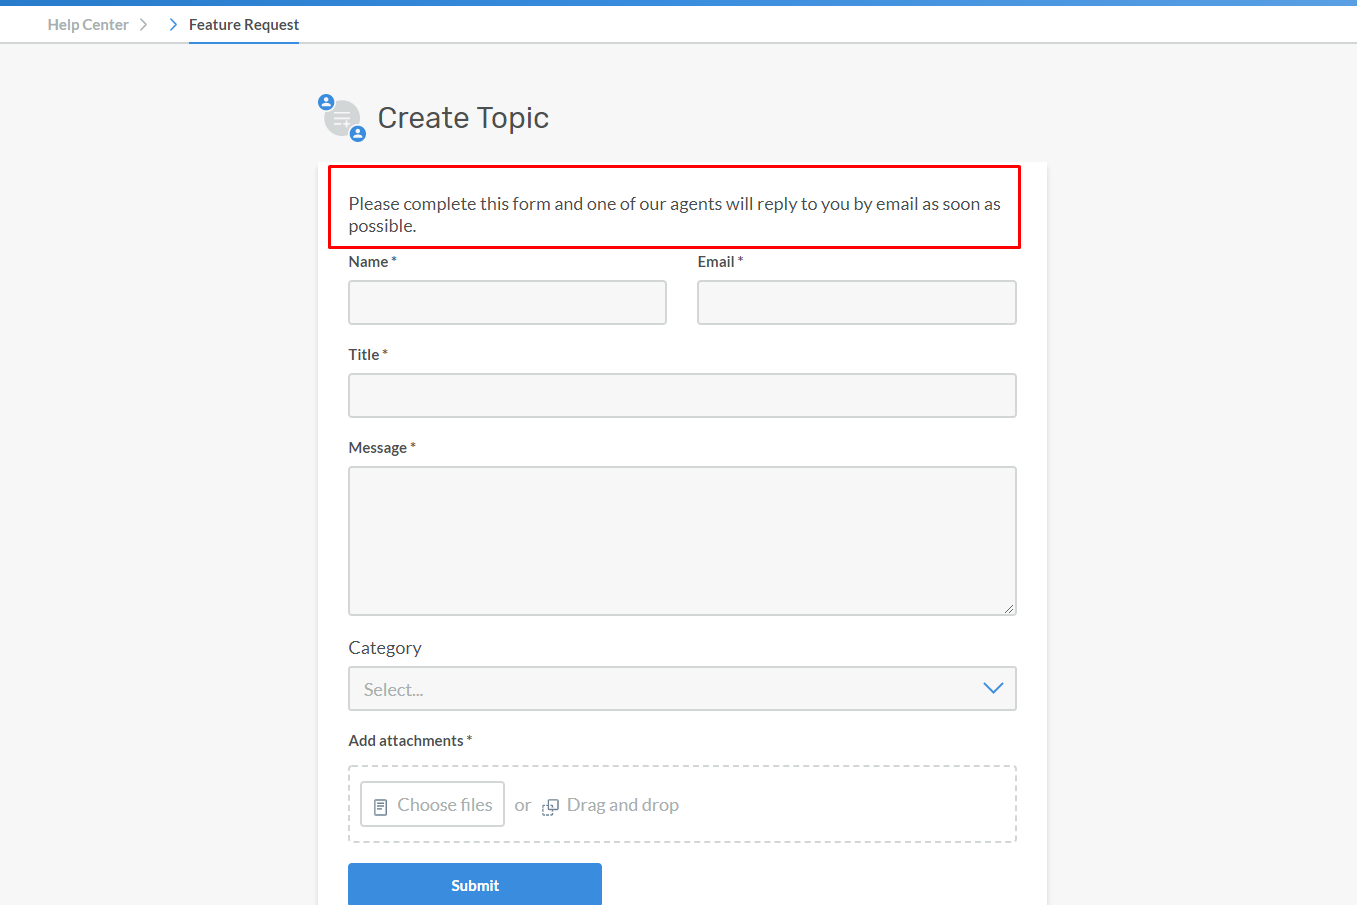 Help Center
Feature Request
Create Topic
Please complete this form and one of our agents will reply to you by email as soon as
possible.
Name *
Email *
Title *
Message *
Category
Select...
Add attachments *
Choose files or Drag and drop
Submit